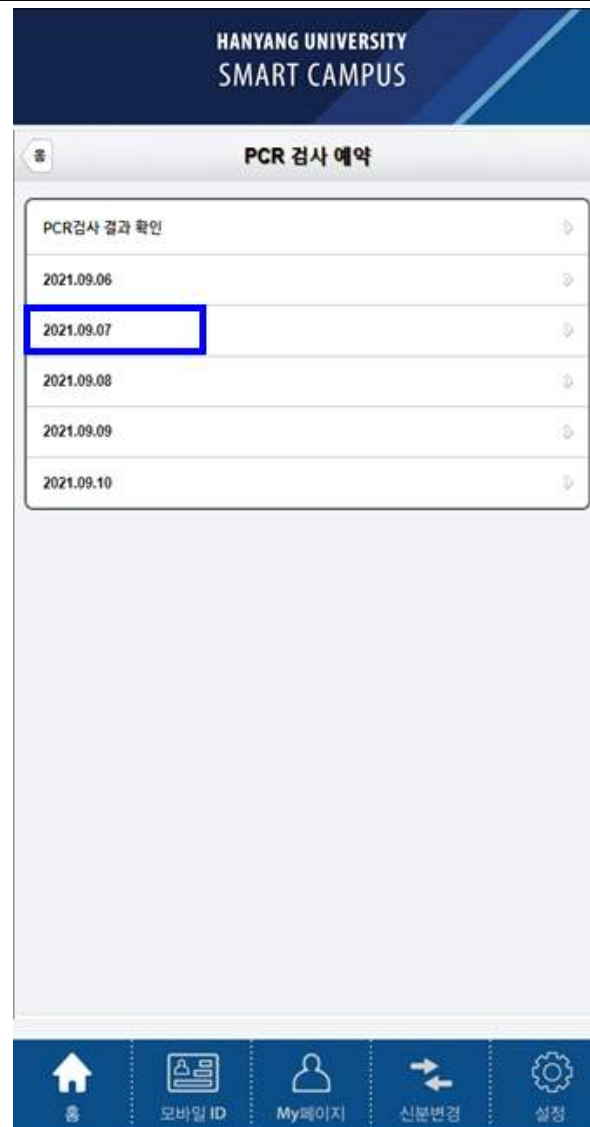 HANYANG UNIVERSITY
SMART CAMPUS
홈
PCR 검사 예약
PCR검사 결과 확인
2021.09.06
2021.09.07
2021.09.08
2021.09.09
2021.09.10
홈
모바일 ID
My페이지
신분변경
설정